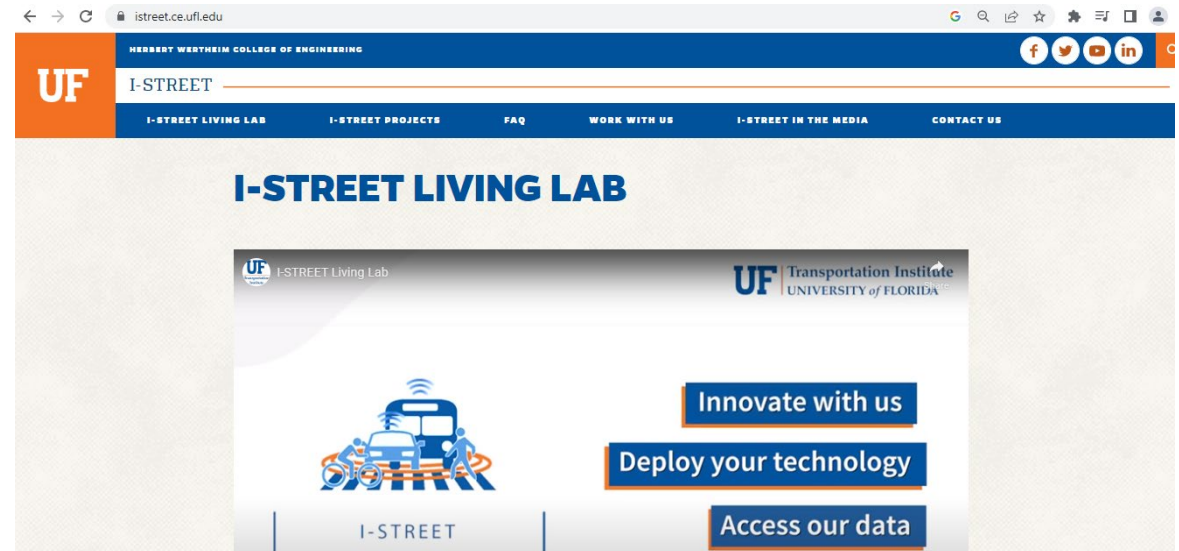 istreet.ce.ufl.edu
HERBERT WERTHEIM COLLEGE OF ENGINEERING
UF
I-STREET
I-STREET LIVING LAB I-STREET PROJECTS FAQ WORK WITH US I-STREET IN THE MEDIA CONTACT US
I-STREET LIVING LAB
UF I-STREET Living Lab
UF Transportation Institute
UNIVERSITY of FLORIDA
Share
Innovate with us
Deploy your technology
Access our data
I-STREET